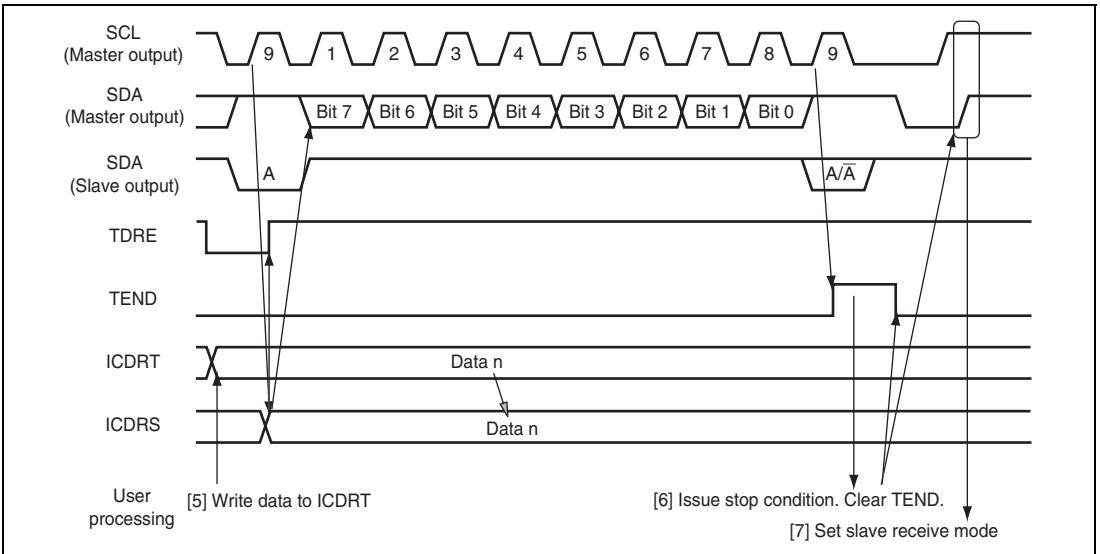 SCL
(Master output)
9 1 2 3 4 5 6 7 8 9
SDA
(Master output)
Bit 7 Bit 6 Bit 5 Bit 4 Bit 3 Bit 2 Bit 1 Bit 0
SDA
(Slave output)
A A/A̅
TDRE
TEND
ICDRT
Data n
ICDRS
Data n
User
processing
[5] Write data to ICDRT
[6] Issue stop condition. Clear TEND.
[7] Set slave receive mode